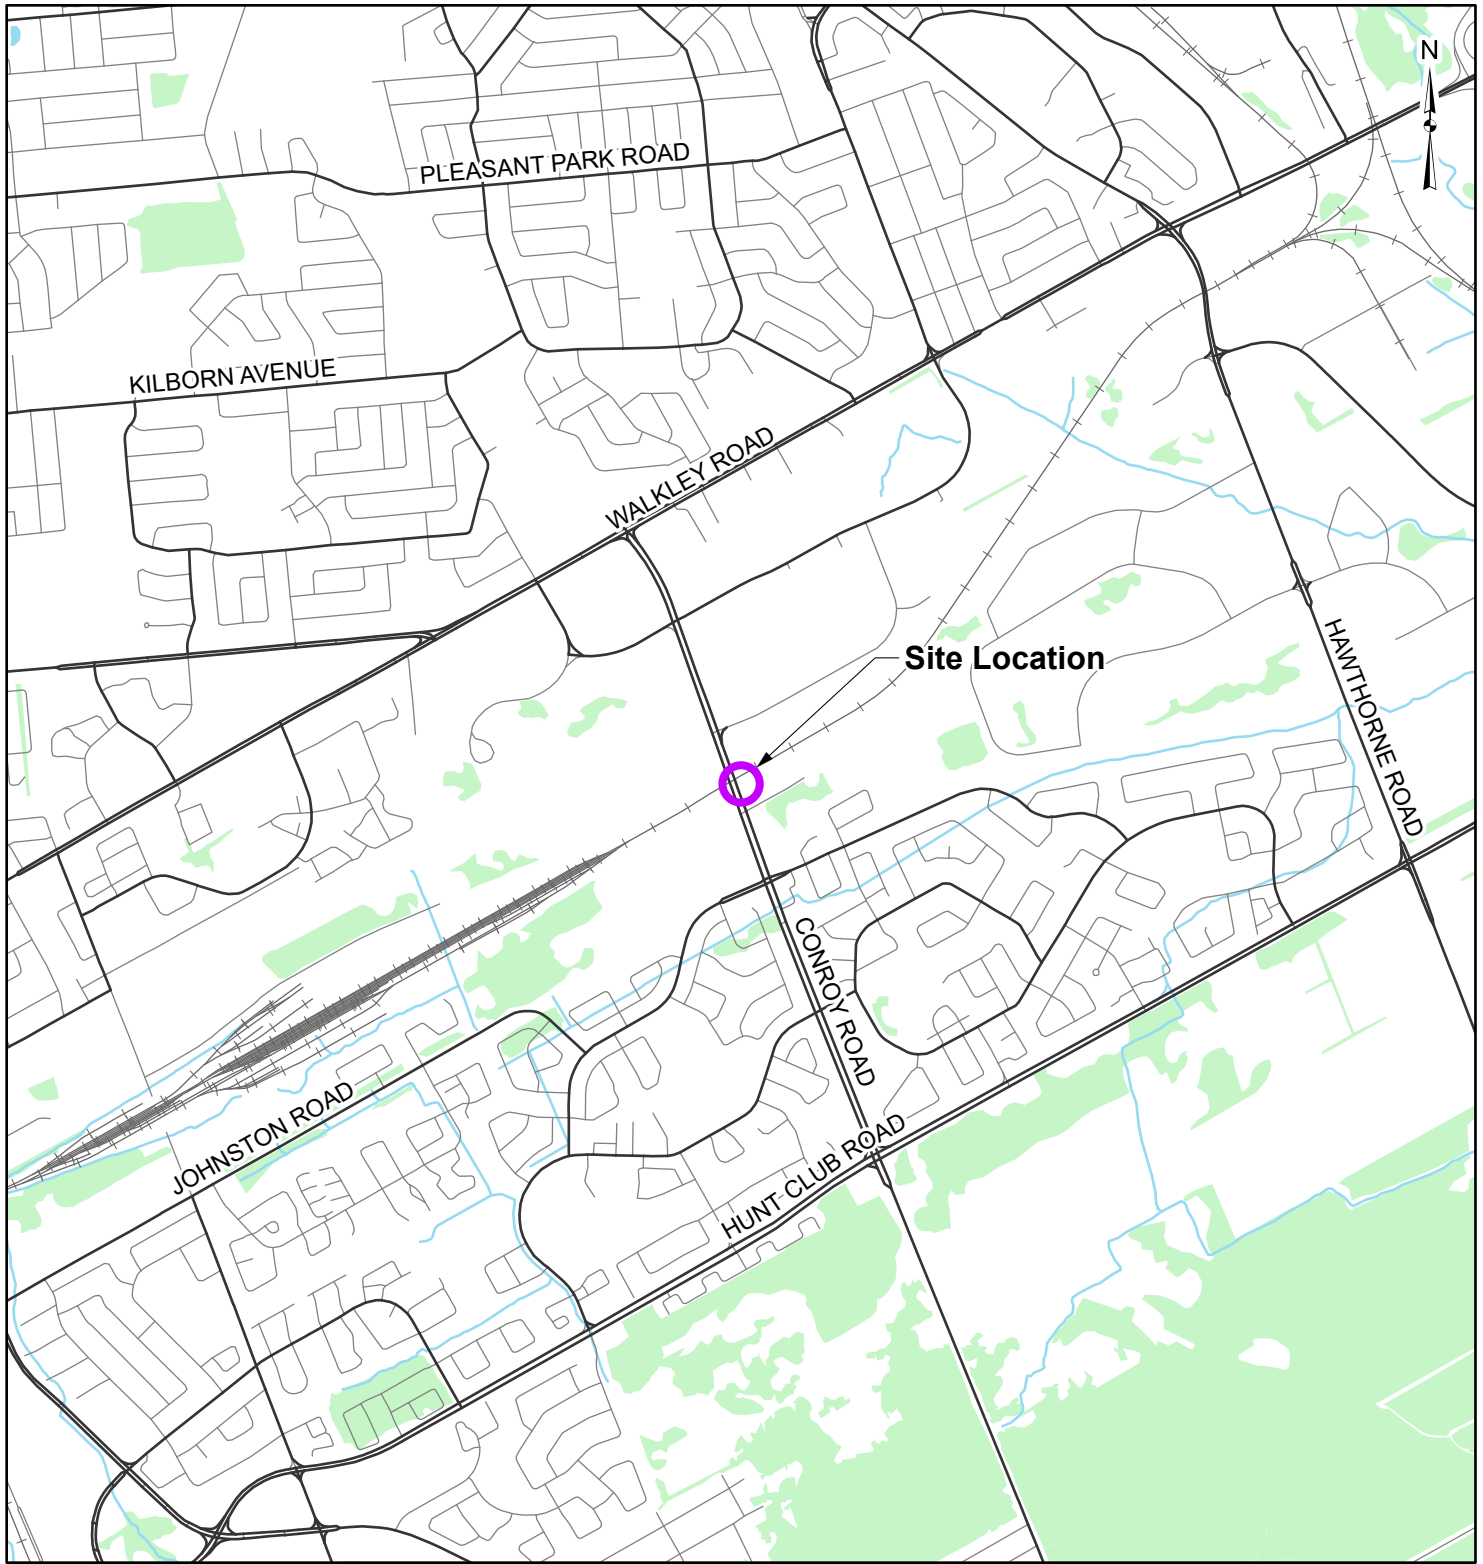 N
PLEASANT PARK ROAD
KILBORN AVENUE
WALKLEY ROAD
Site Location
HAWTHORNE ROAD
CONROY ROAD
JOHNSTON ROAD
HUNT CLUB ROAD